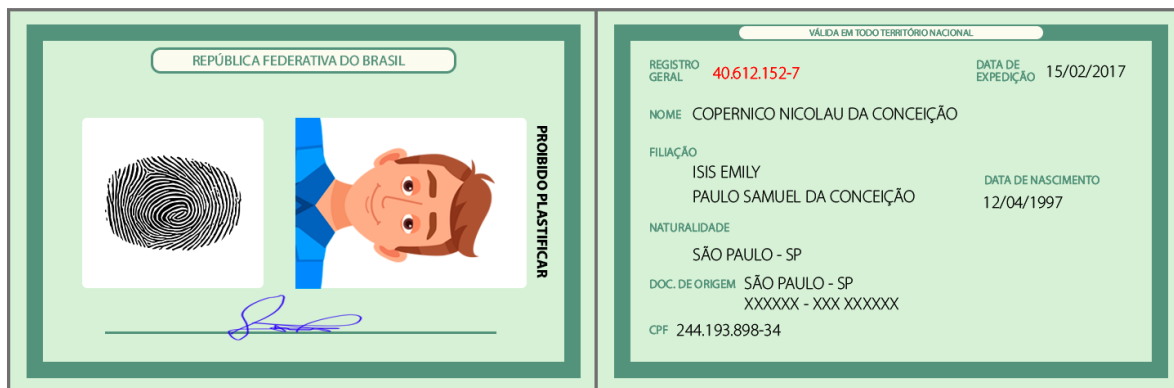 REPÚBLICA FEDERATIVA DO BRASIL
PROIBIDO PLASTIFICAR
VÁLIDA EM TODO TERRITÓRIO NACIONAL
REGISTRO GERAL 40.612.152-7 DATA DE EXPEDIÇÃO 15/02/2017
NOME COPERNICO NICOLAU DA CONCEIÇÃO
FILIAÇÃO
ISIS EMILY
PAULO SAMUEL DA CONCEIÇÃO
DATA DE NASCIMENTO
12/04/1997
NATURALIDADE
SÃO PAULO - SP
DOC. DE ORIGEM SÃO PAULO - SP
XXXXXX - XXX XXXXXX
CPF 244.193.898-34